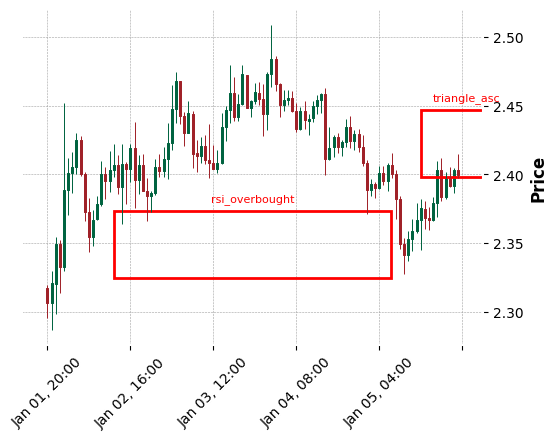 2.50
triangle_asc
2.45
2.40
rsi_overbought
2.35
2.30
Price
Jan 01, 20:00
Jan 02, 16:00
Jan 03, 12:00
Jan 04, 08:00
Jan 05, 04:00